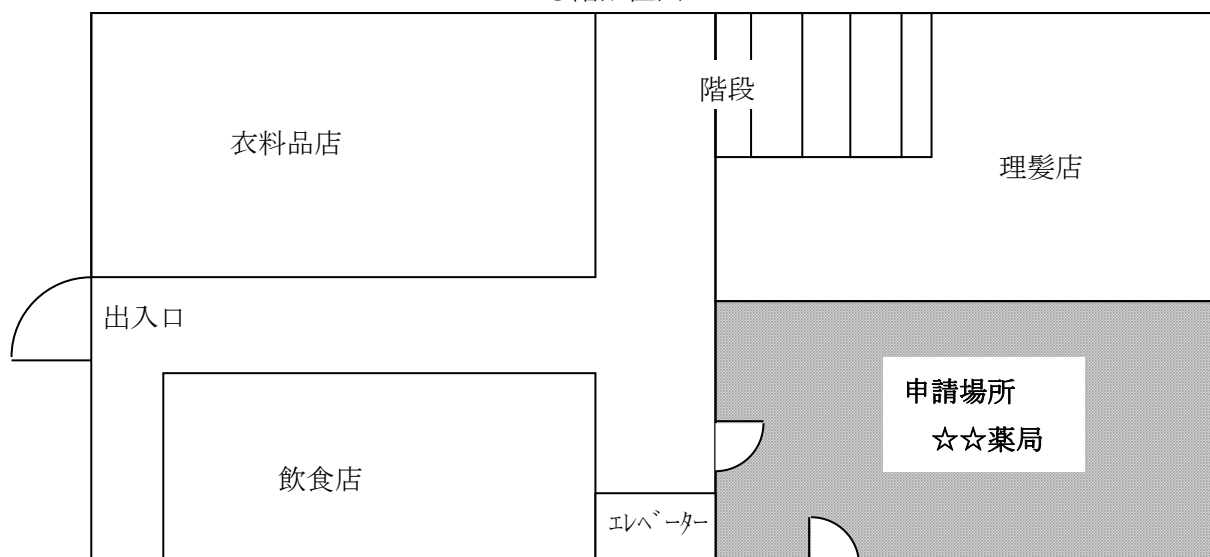 階段
衣料品店
理髪店
出入口
申請場所
☆☆薬局
飲食店
ｴﾚﾍﾞｰﾀｰ